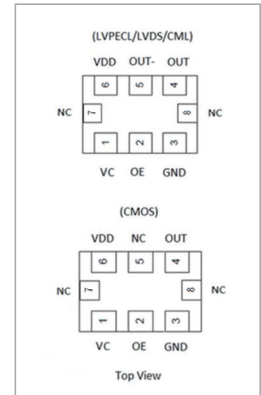 (LVPECL/LVDS/CML)
VDD OUT- OUT
6 5 4
NC 7 8 NC
1 2 3
VC OE GND
(CMOS)
VDD NC OUT
6 5 4
NC 7 8 NC
1 2 3
VC OE GND
Top View